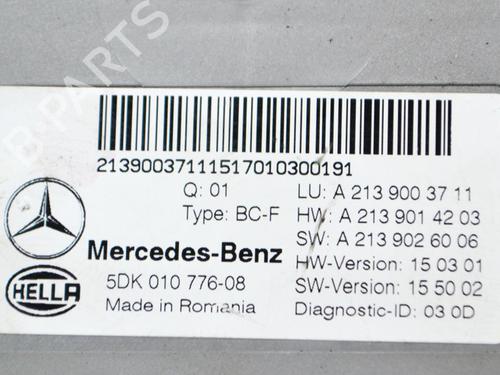 B-PARTS
21390037111517010300191
Q: 01
Type: BC-F
LU: A 213 900 37 11
HW: A 213 901 42 03
SW: A 213 902 60 06
Mercedes-Benz
HW-Version: 15 03 01
5DK 010 776-08
SW-Version: 15 50 02
HELLA
Made in Romania
Diagnostic-ID: 03 0D